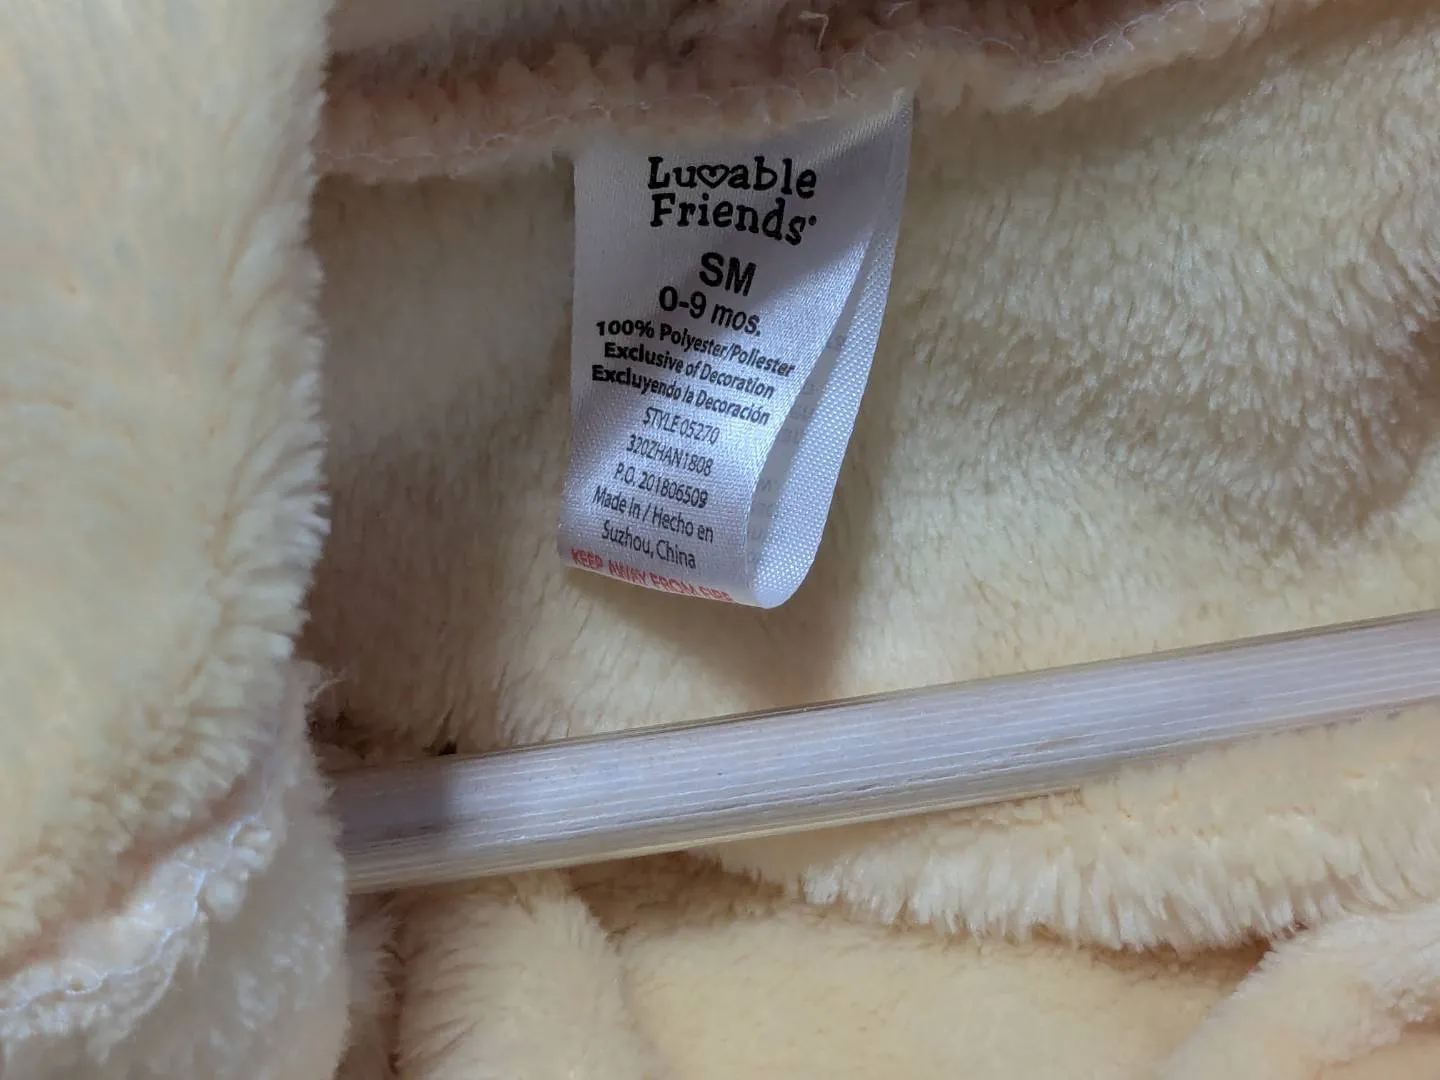 Luvable
Friends®
SM
0-9 mos.
100% Polyester/Poliester
Exclusive of Decoration
Excluyendo la Decoración
STYLE 05270
320ZHAN1808
P.O. 201806509
Made in / Hecho en
Suzhou, China
KEEP AWAY FROM FIRE